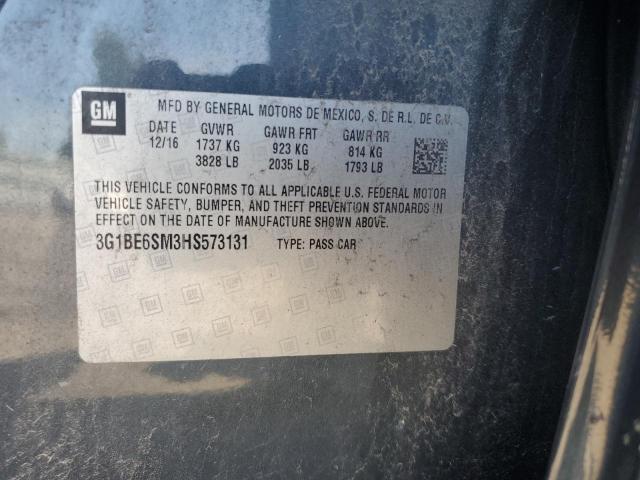 GM
MFD BY GENERAL MOTORS DE MEXICO, S. DE R.L. DE C.V.
DATE GVWR GAWR FRT GAWR RR
12/16 1737 KG 923 KG 814 KG
3828 LB 2035 LB 1793 LB
THIS VEHICLE CONFORMS TO ALL APPLICABLE U.S. FEDERAL MOTOR
VEHICLE SAFETY, BUMPER, AND THEFT PREVENTION STANDARDS IN
EFFECT ON THE DATE OF MANUFACTURE SHOWN ABOVE.
3G1BE6SM3HS573131 TYPE: PASS CAR